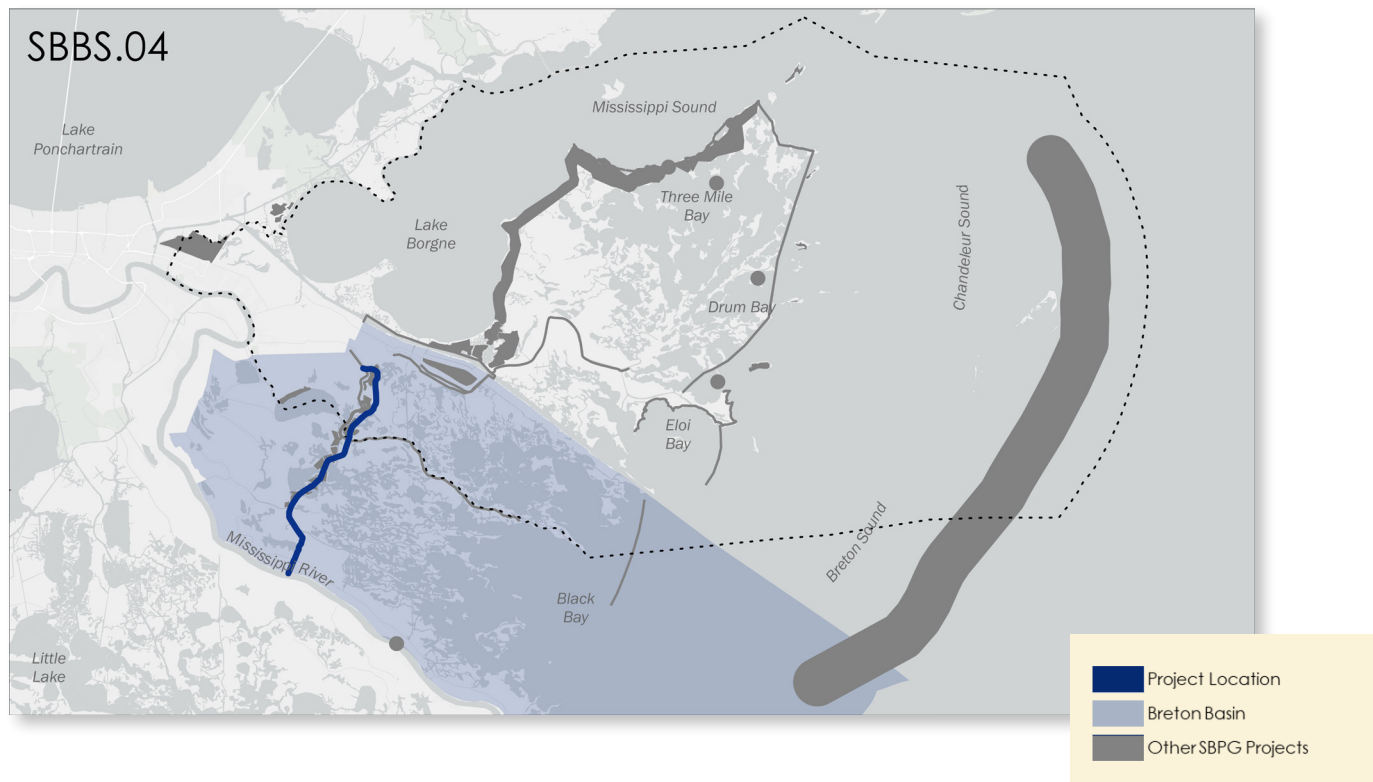 SBBS.04
Mississippi Sound
Lake
Ponchartrain
Three Mile
Bay
Lake
Borgne
Chandeleur Sound
Drum Bay
Eloi
Bay
Breton Sound
Mississippi River
Black
Bay
Little
Lake
Project Location
Breton Basin
Other SBPG Projects